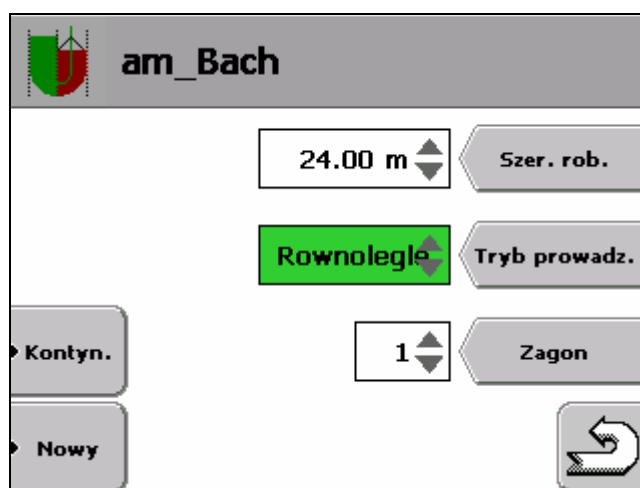 am_Bach
24.00 m
Szer. rob.
Rownolegle
Tryb prowadz.
Kontyn.
1
Zagon
Nowy